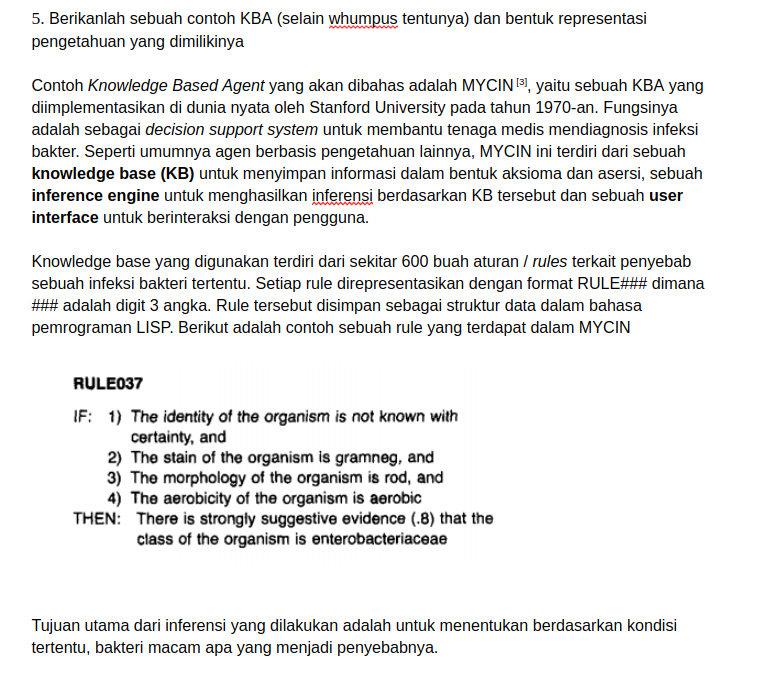 5. Berikanlah sebuah contoh KBA (selain whumpus tentunya) dan bentuk representasi
pengetahuan yang dimilikinya
Contoh Knowledge Based Agent yang akan dibahas adalah MYCIN [3], yaitu sebuah KBA yang
diimplementasikan di dunia nyata oleh Stanford University pada tahun 1970-an. Fungsinya
adalah sebagai decision support system untuk membantu tenaga medis mendiagnosis infeksi
bakter. Seperti umumnya agen berbasis pengetahuan lainnya, MYCIN ini terdiri dari sebuah
knowledge base (KB) untuk menyimpan informasi dalam bentuk aksioma dan asersi, sebuah
inference engine untuk menghasilkan inferensi berdasarkan KB tersebut dan sebuah user
interface untuk berinteraksi dengan pengguna.
Knowledge base yang digunakan terdiri dari sekitar 600 buah aturan / rules terkait penyebab
sebuah infeksi bakteri tertentu. Setiap rule direpresentasikan dengan format RULE### dimana
### adalah digit 3 angka. Rule tersebut disimpan sebagai struktur data dalam bahasa
pemrograman LISP. Berikut adalah contoh sebuah rule yang terdapat dalam MYCIN
RULE037
IF: 1) The identity of the organism is not known with
certainty, and
2) The stain of the organism is gramneg, and
3) The morphology of the organism is rod, and
4) The aerobicity of the organism is aerobic
THEN: There is strongly suggestive evidence (.8) that the
class of the organism is enterobacteriaceae
Tujuan utama dari inferensi yang dilakukan adalah untuk menentukan berdasarkan kondisi
tertentu, bakteri macam apa yang menjadi penyebabnya.